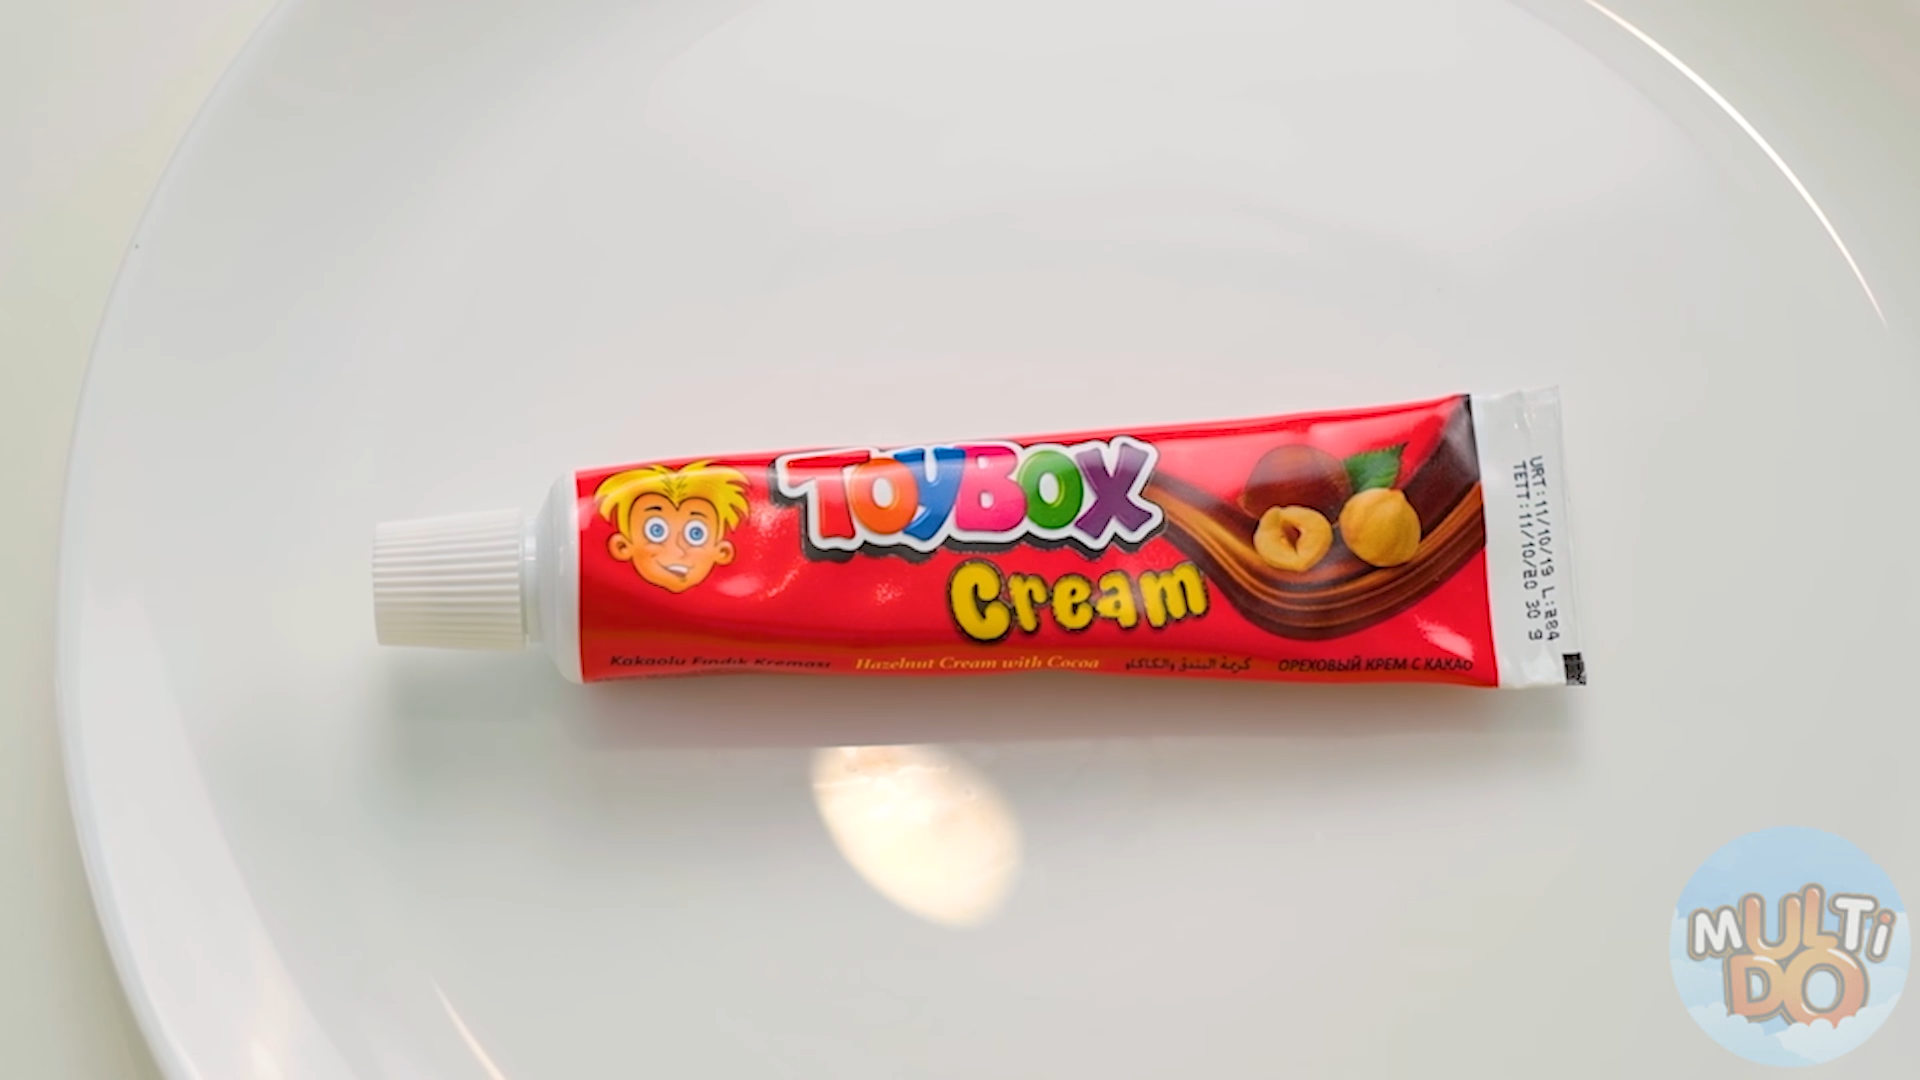 TOYBOX
Cream
Kakaolu Fındık Kreması
Hazelnut Cream with Cocoa
كريمة البندق والكاكاو
ОРЕХОВЫЙ КРЕМ С КАКАО
ÜRT:11/10/19 L:284
TETT:11/10/20 30 g
MULTi
DO